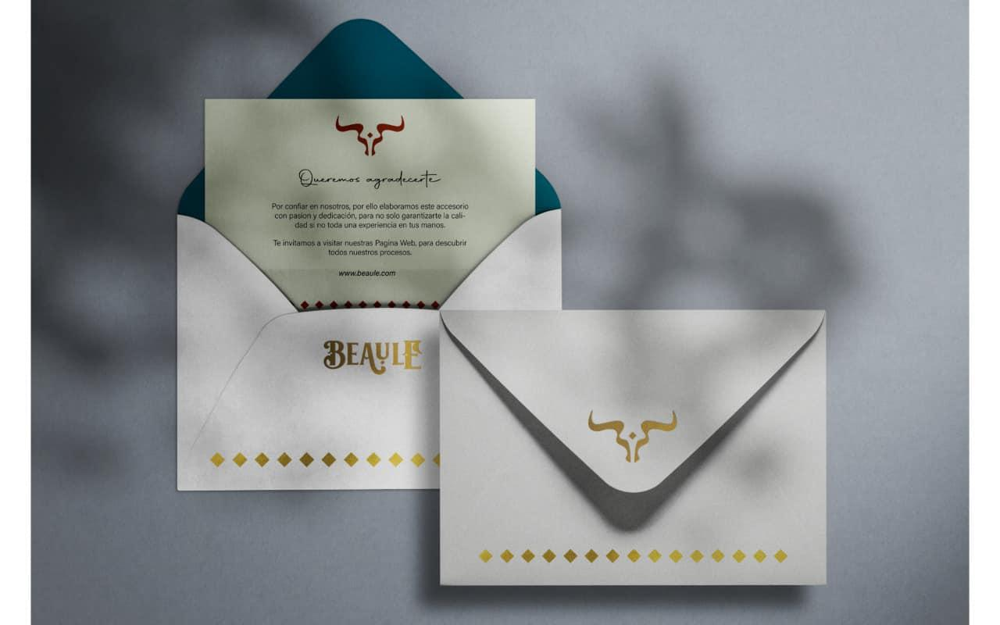 Queremos agradecerte
Por confiar en nosotros, por ello elaboramos este accesorio
con pasion y dedicación, para no solo garantizarte la cali-
dad si no toda una experiencia en tus manos.
Te invitamos a visitar nuestras Pagina Web, para descubrir
todos nuestros procesos.
www.beaule.com
BEAULE